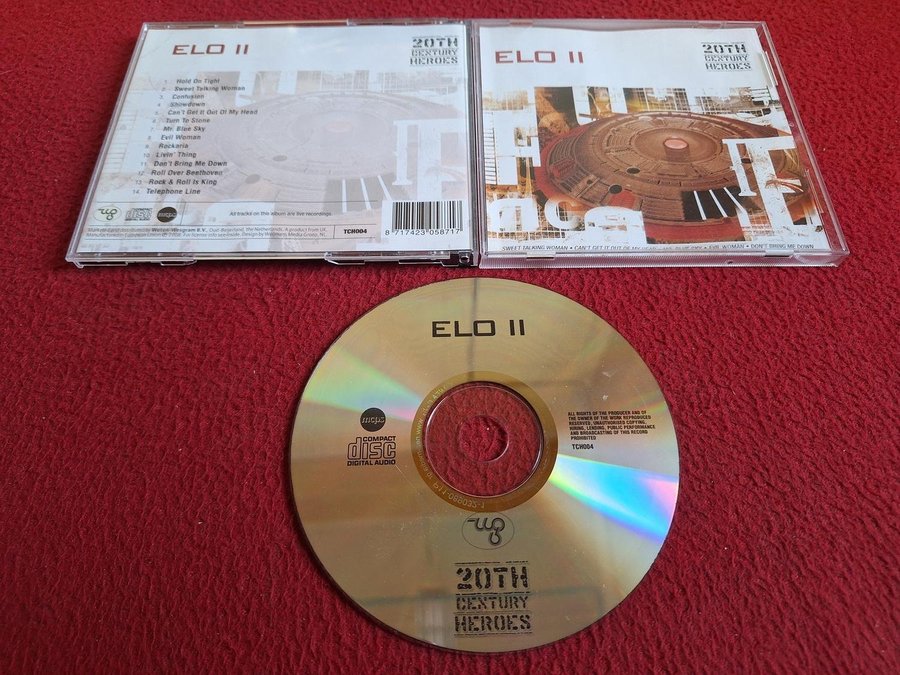 ELO II
20TH
CENTURY
HEROES
1. Hold On Tight
2. Sweet Talking Woman
3. Confusion
4. Showdown
5. Can't Get It Out Of My Head
6. Turn To Stone
7. Mr. Blue Sky
8. Evil Woman
9. Rockaria
10. Livin' Thing
11. Don't Bring Me Down
12. Roll Over Beethoven
13. Rock & Roll Is King
14. Telephone Line
mcps
All tracks on this album are live recordings.
TCH004
8 717423 058717
ELO II
20TH
CENTURY
HEROES
SWEET TALKING WOMAN • CAN'T GET IT OUT OF MY HEAD • MR. BLUE SKY • EVIL WOMAN • DON'T BRING ME DOWN
ELO II
mcps
COMPACT
disc
DIGITAL AUDIO
ALL RIGHTS OF THE PRODUCER AND OF
THE OWNER OF THE WORK REPRODUCED
RESERVED. UNAUTHORISED COPYING,
HIRING, LENDING, PUBLIC PERFORMANCE
AND BROADCASTING OF THIS RECORD
PROHIBITED
TCH004
20TH
CENTURY
HEROES